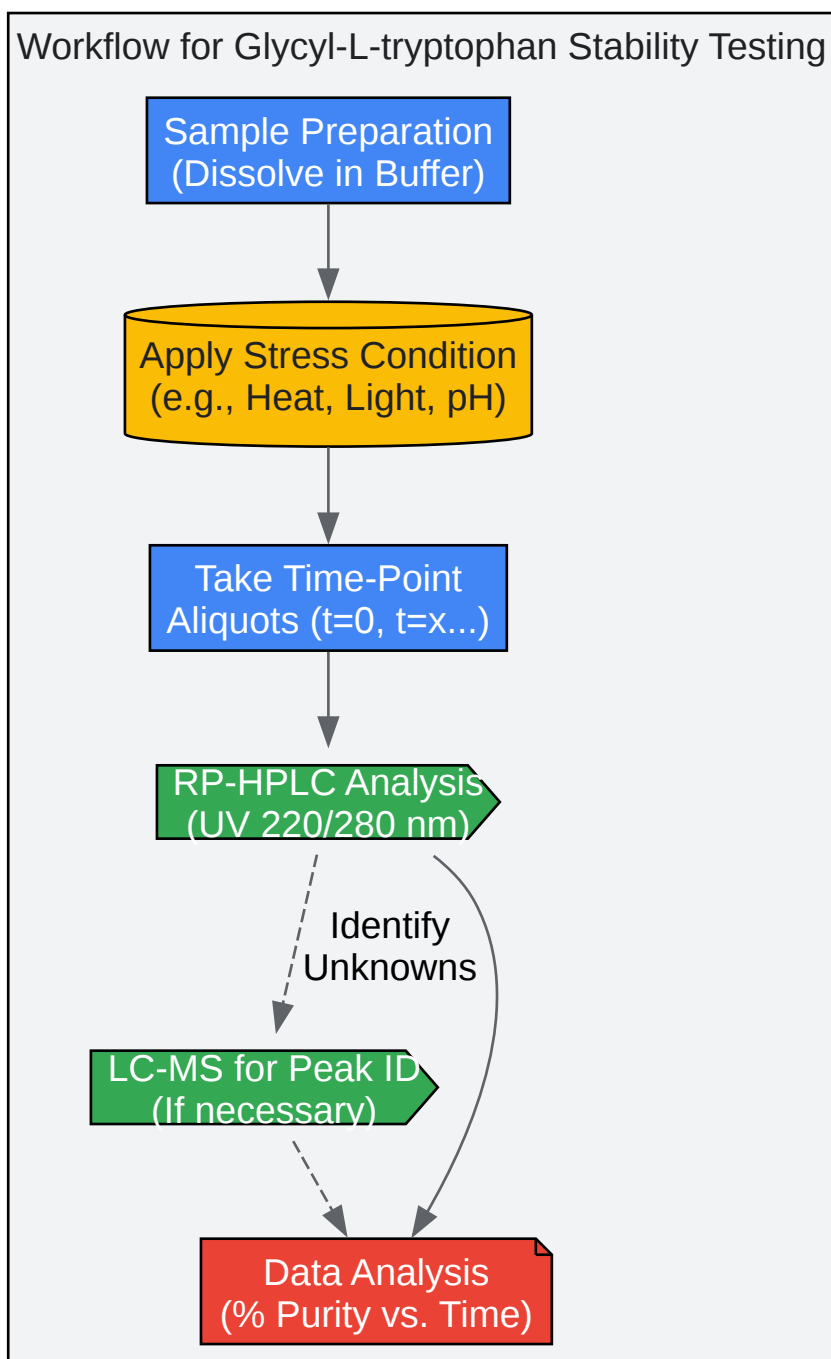 Workflow for Glycyl-L-tryptophan Stability Testing
Sample Preparation
(Dissolve in Buffer)
Apply Stress Condition
(e.g., Heat, Light, pH)
Take Time-Point
Aliquots (t=0, t=x...)
RP-HPLC Analysis
(UV 220/280 nm)
Identify
Unknowns
LC-MS for Peak ID
(If necessary)
Data Analysis
(% Purity vs. Time)